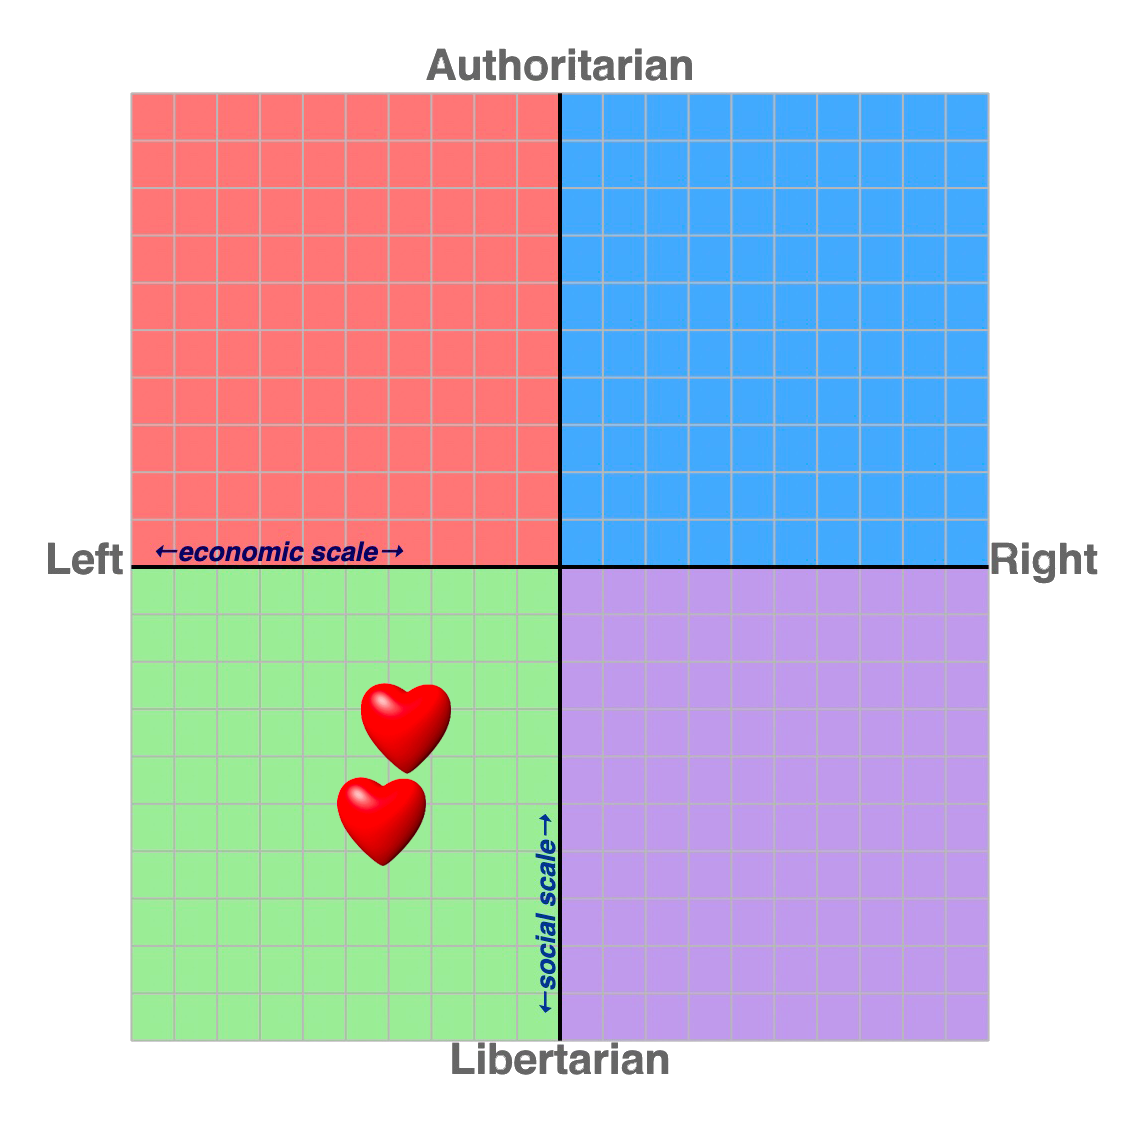 Authoritarian
Left
←economic scale→
Right
←social scale→
Libertarian